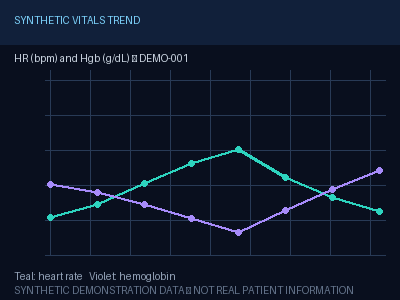 SYNTHETIC VITALS TREND
HR (bpm) and Hgb (g/dL) □ DEMO-001
Teal: heart rate Violet: hemoglobin
SYNTHETIC DEMONSTRATION DATA□NOT REAL PATIENT INFORMATION